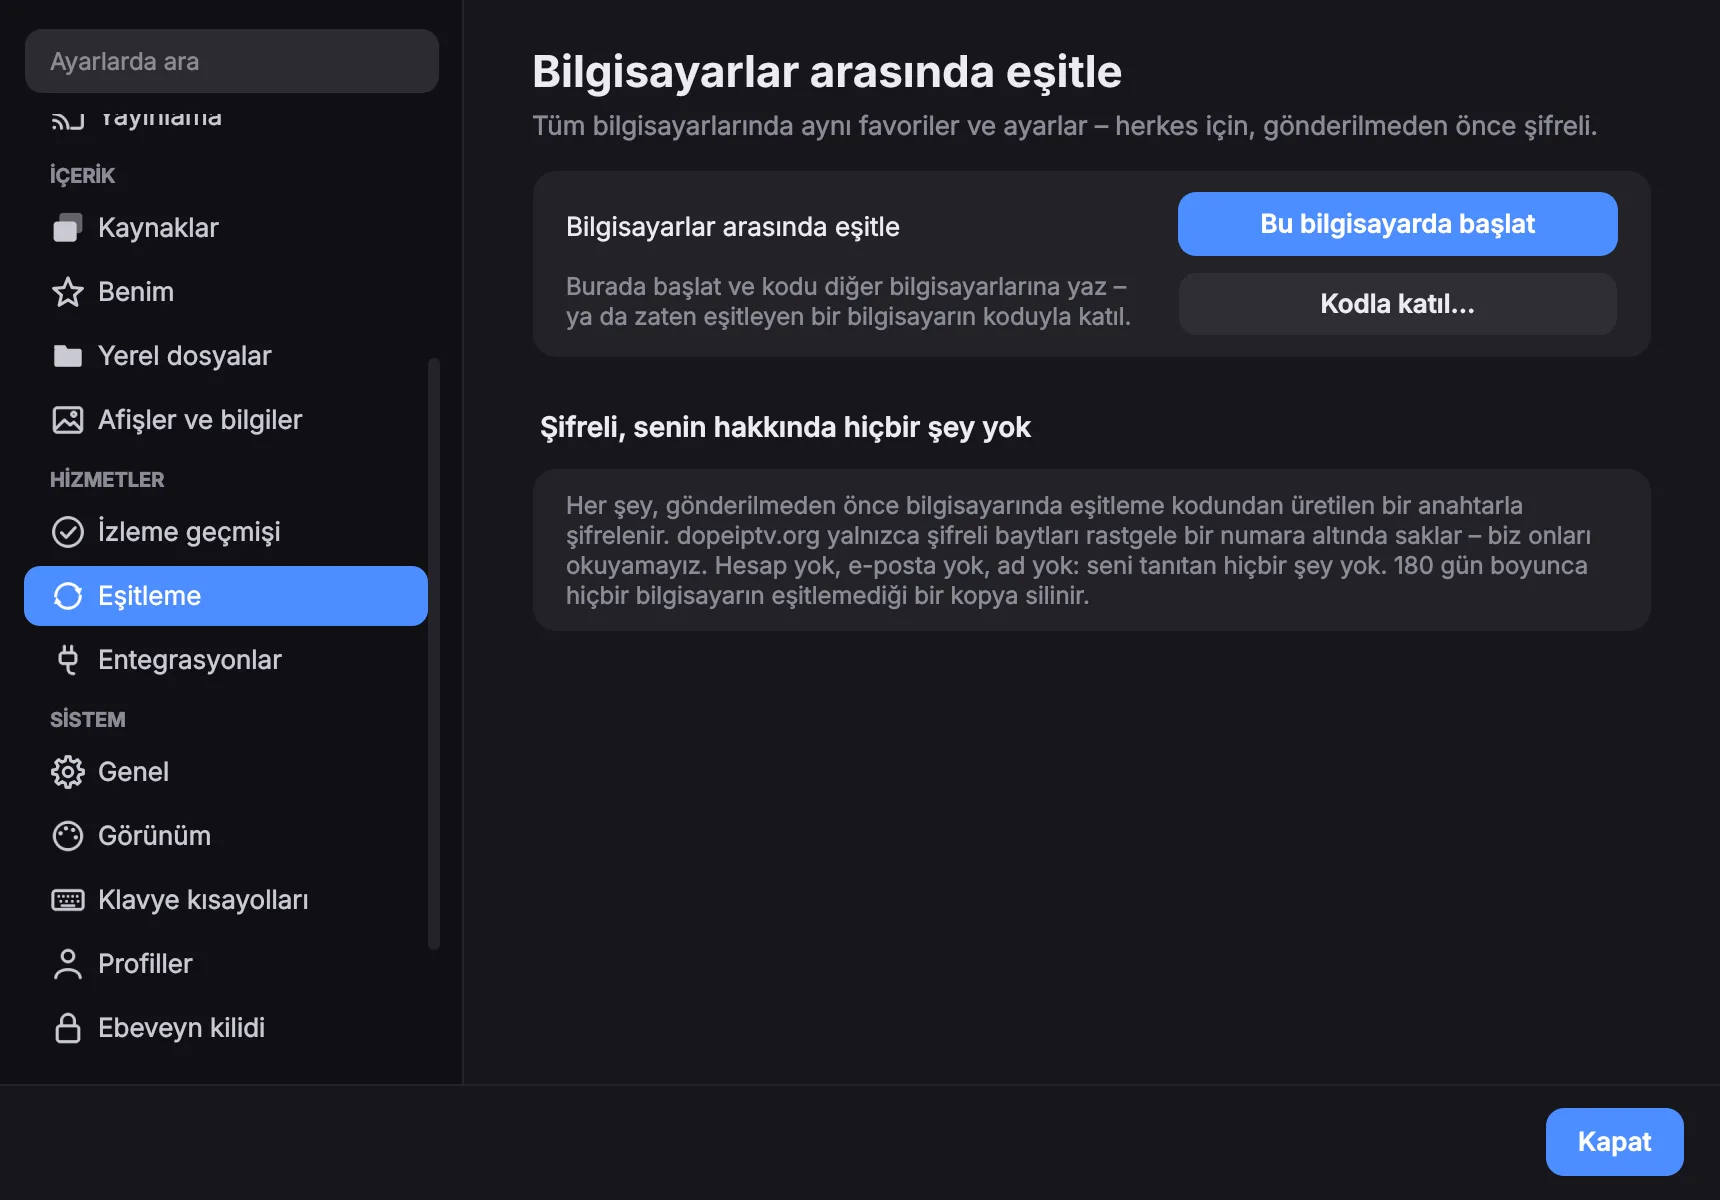 Ayarlarda ara
Yayınlama
İÇERİK
Kaynaklar
Benim
Yerel dosyalar
Afişler ve bilgiler
HİZMETLER
İzleme geçmişi
Eşitleme
Entegrasyonlar
SİSTEM
Genel
Görünüm
Klavye kısayolları
Profiller
Ebeveyn kilidi
Bilgisayarlar arasında eşitle
Tüm bilgisayarlarında aynı favoriler ve ayarlar – herkes için, gönderilmeden önce şifreli.
Bilgisayarlar arasında eşitle
Burada başlat ve kodu diğer bilgisayarlarına yaz –
ya da zaten eşitleyen bir bilgisayarın koduyla katıl.
Bu bilgisayarda başlat
Kodla katıl...
Şifreli, senin hakkında hiçbir şey yok
Her şey, gönderilmeden önce bilgisayarında eşitleme kodundan üretilen bir anahtarla
şifrelenir. dopeiptv.org yalnızca şifreli baytları rastgele bir numara altında saklar – biz onları
okuyamayız. Hesap yok, e-posta yok, ad yok: seni tanıtan hiçbir şey yok. 180 gün boyunca
hiçbir bilgisayarın eşitlemediği bir kopya silinir.
Kapat